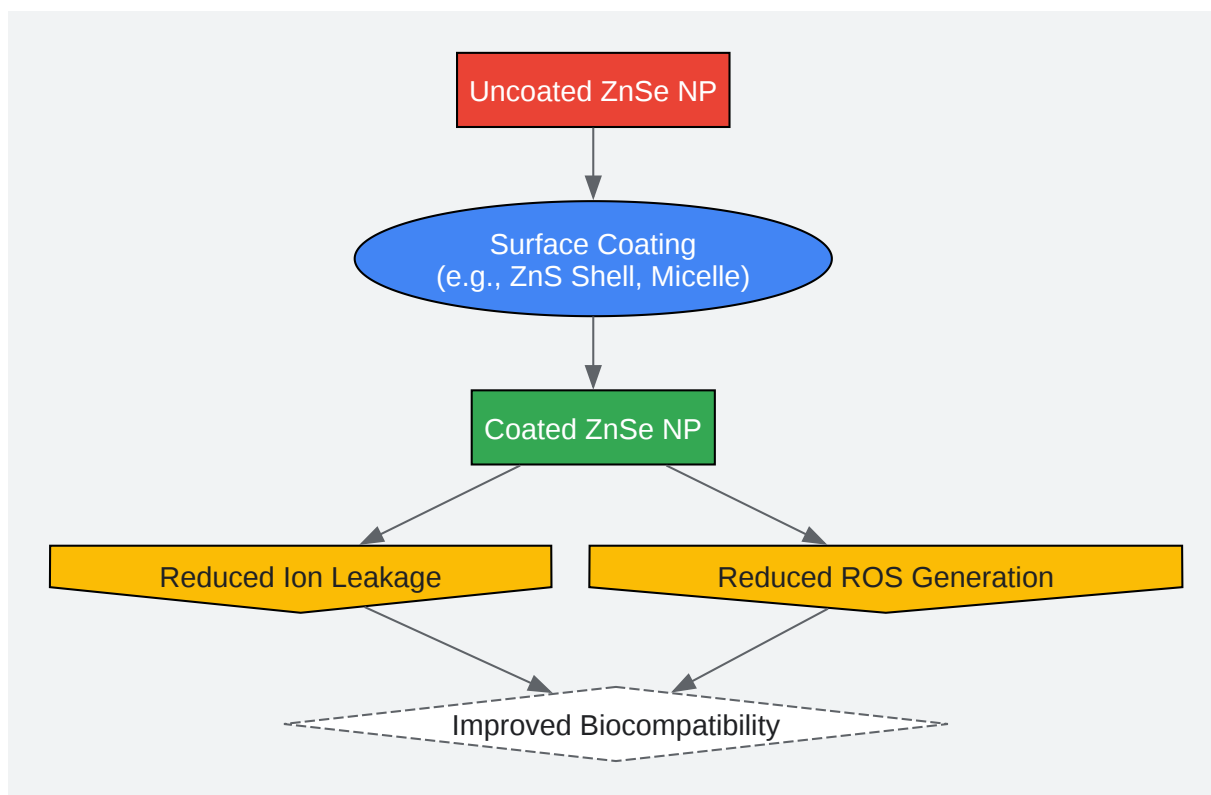 Uncoated ZnSe NP
Surface Coating
(e.g., ZnS Shell, Micelle)
Coated ZnSe NP
Reduced Ion Leakage
Reduced ROS Generation
Improved Biocompatibility